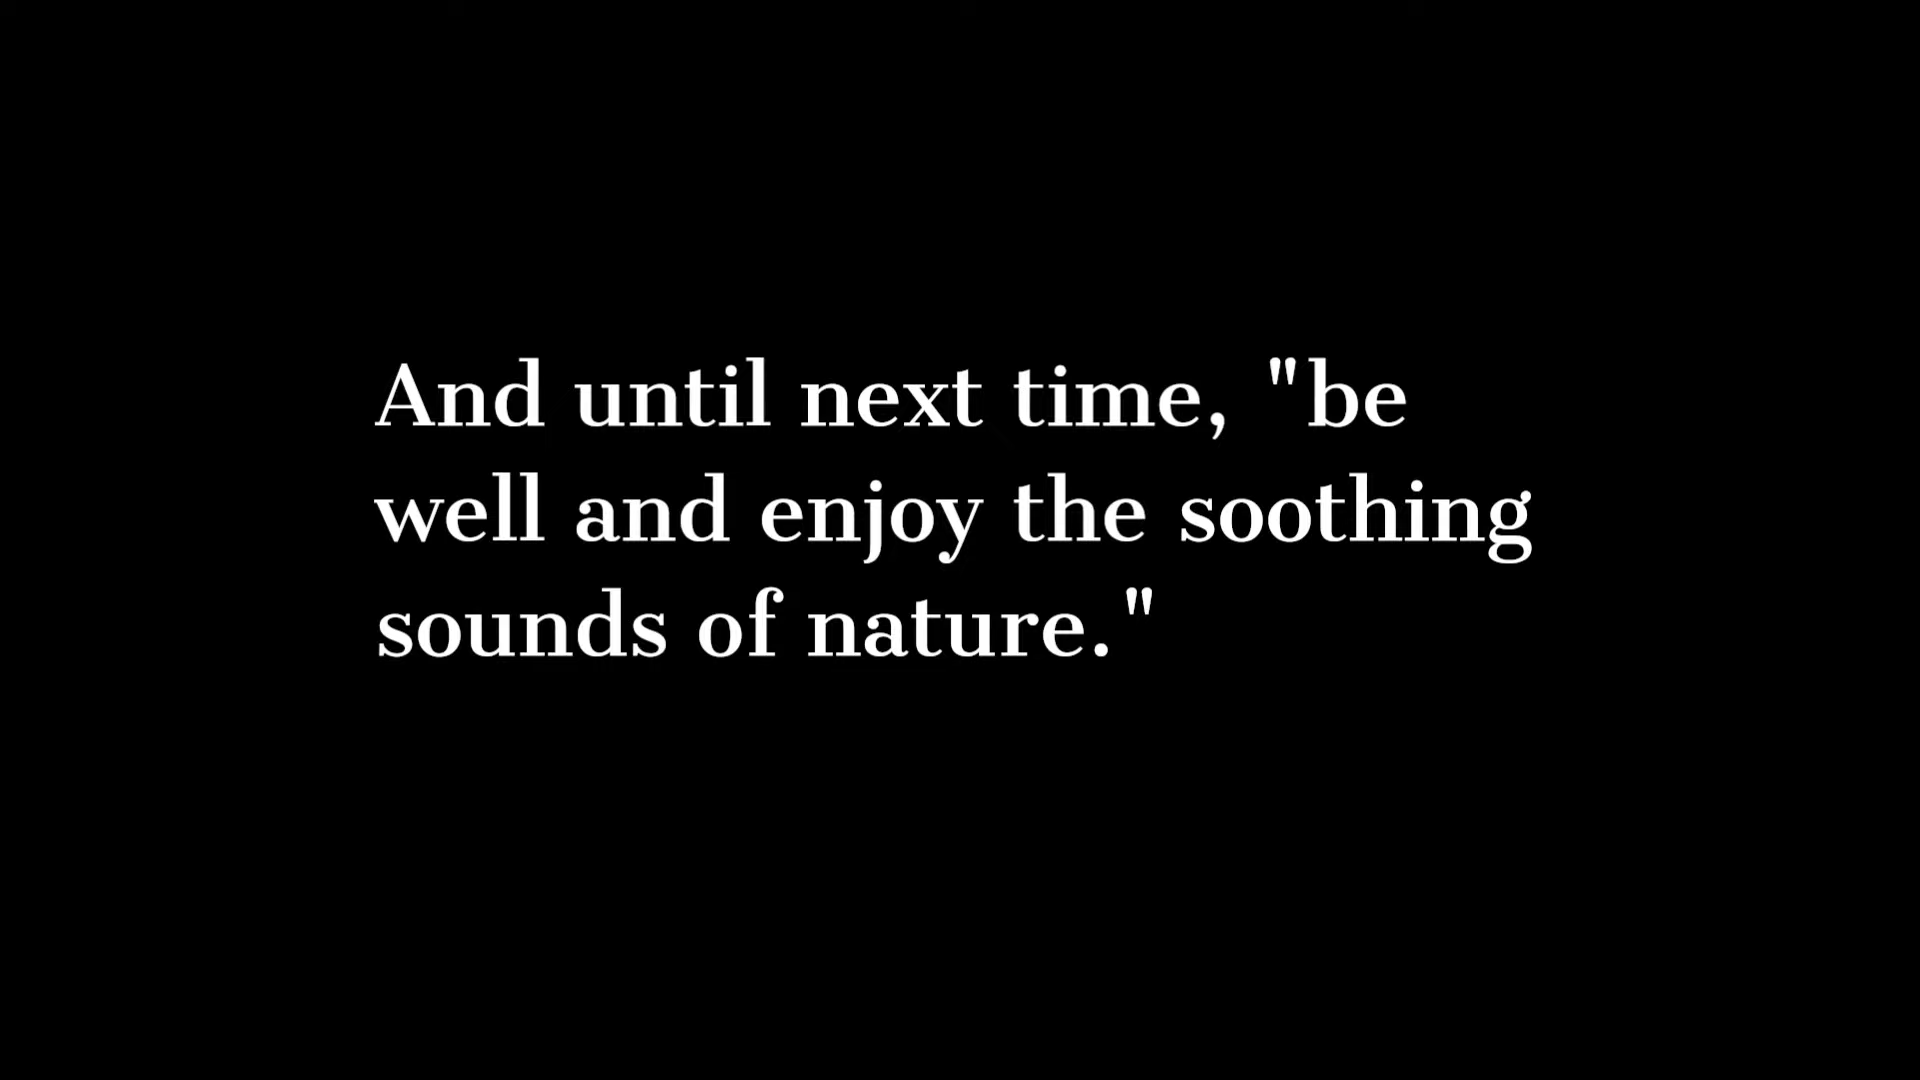 And until next time, "be
well and enjoy the soothing
sounds of nature."